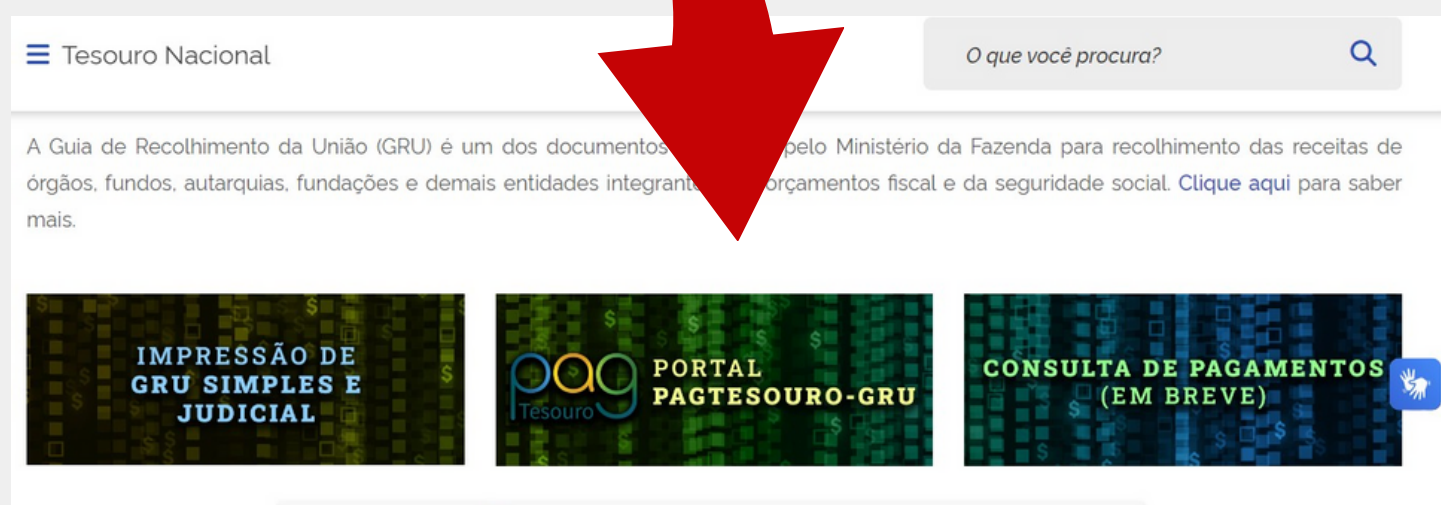 Tesouro Nacional
O que você procura?
A Guia de Recolhimento da União (GRU) é um dos documentos pelo Ministério da Fazenda para recolhimento das receitas de
órgãos, fundos, autarquias, fundações e demais entidades orçamentos fiscal e da seguridade social. Clique aqui para saber
mais.
IMPRESSÃO DE
GRU SIMPLES E
JUDICIAL
pag
Tesouro
PORTAL
PAGTESOURO-GRU
CONSULTA DE PAGAMENTOS
(EM BREVE)